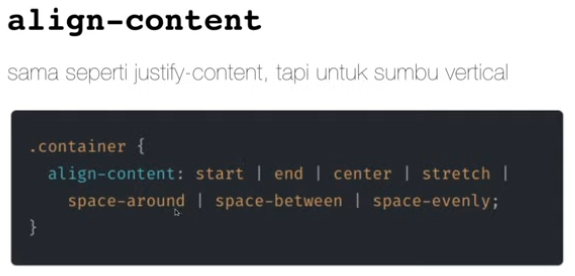 align-content
sama seperti justify-content, tapi untuk sumbu vertical
.container {
align-content: start | end | center | stretch |
space-around | space-between | space-evenly;
}